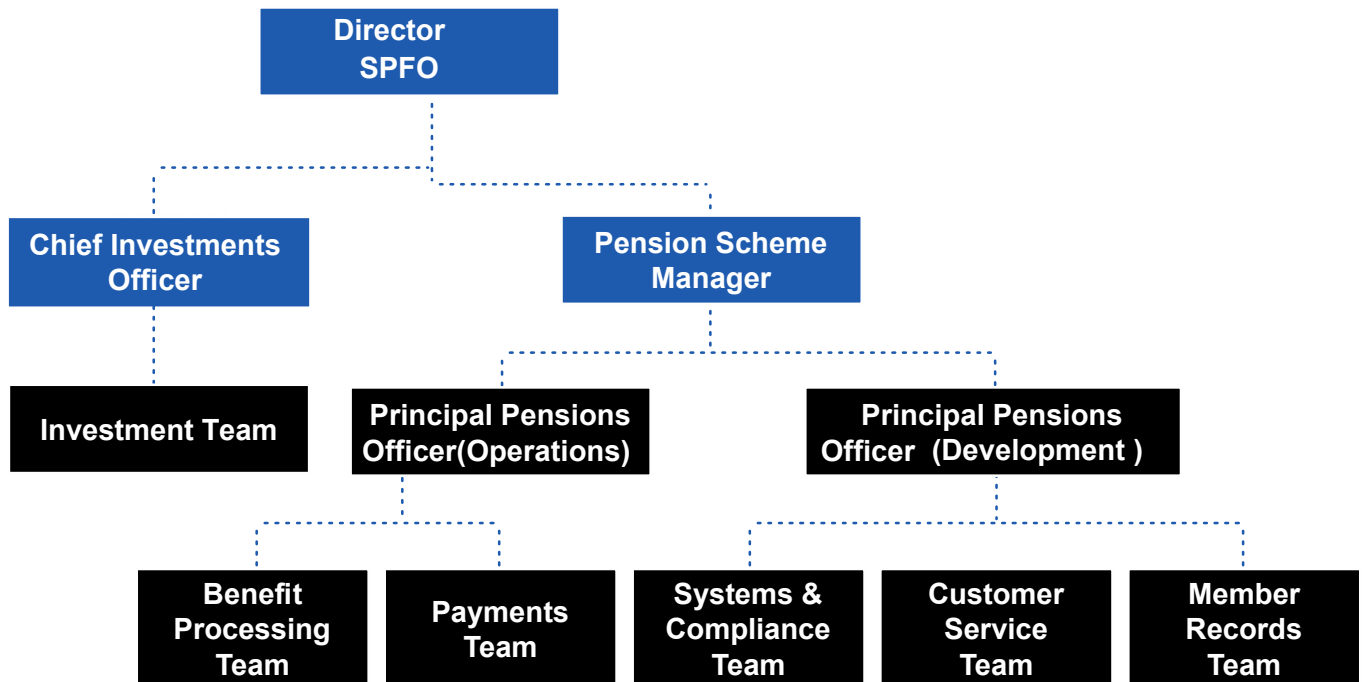 Director
SPFO
Chief Investments
Officer
Pension Scheme
Manager
Investment Team
Principal Pensions
Officer(Operations)
Principal Pensions
Officer (Development )
Benefit
Processing
Team
Payments
Team
Systems &
Compliance
Team
Customer
Service
Team
Member
Records
Team